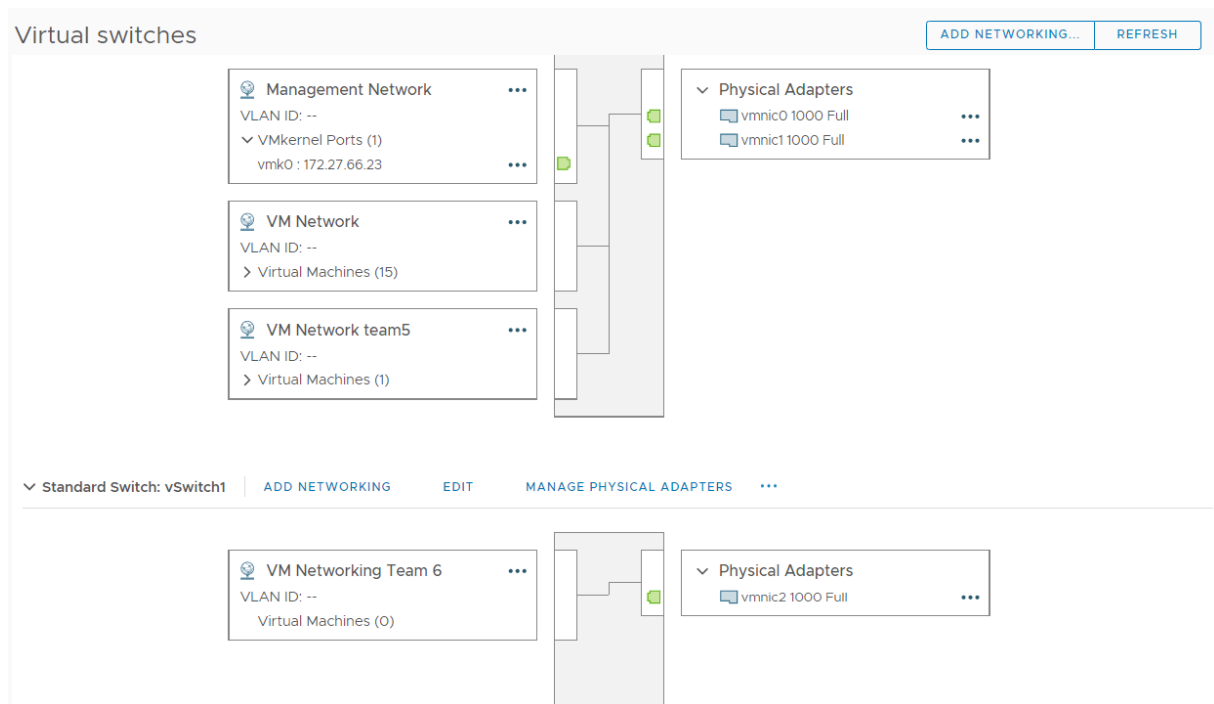 Virtual switches
ADD NETWORKING... REFRESH
Management Network ...
VLAN ID: --
VMkernel Ports (1)
vmk0 : 172.27.66.23 ...
Physical Adapters
vmnic0 1000 Full ...
vmnic1 1000 Full ...
VM Network ...
VLAN ID: --
Virtual Machines (15)
VM Network team5 ...
VLAN ID: --
Virtual Machines (1)
Standard Switch: vSwitch1 ADD NETWORKING EDIT MANAGE PHYSICAL ADAPTERS ...
VM Networking Team 6 ...
VLAN ID: --
Virtual Machines (0)
Physical Adapters
vmnic2 1000 Full ...